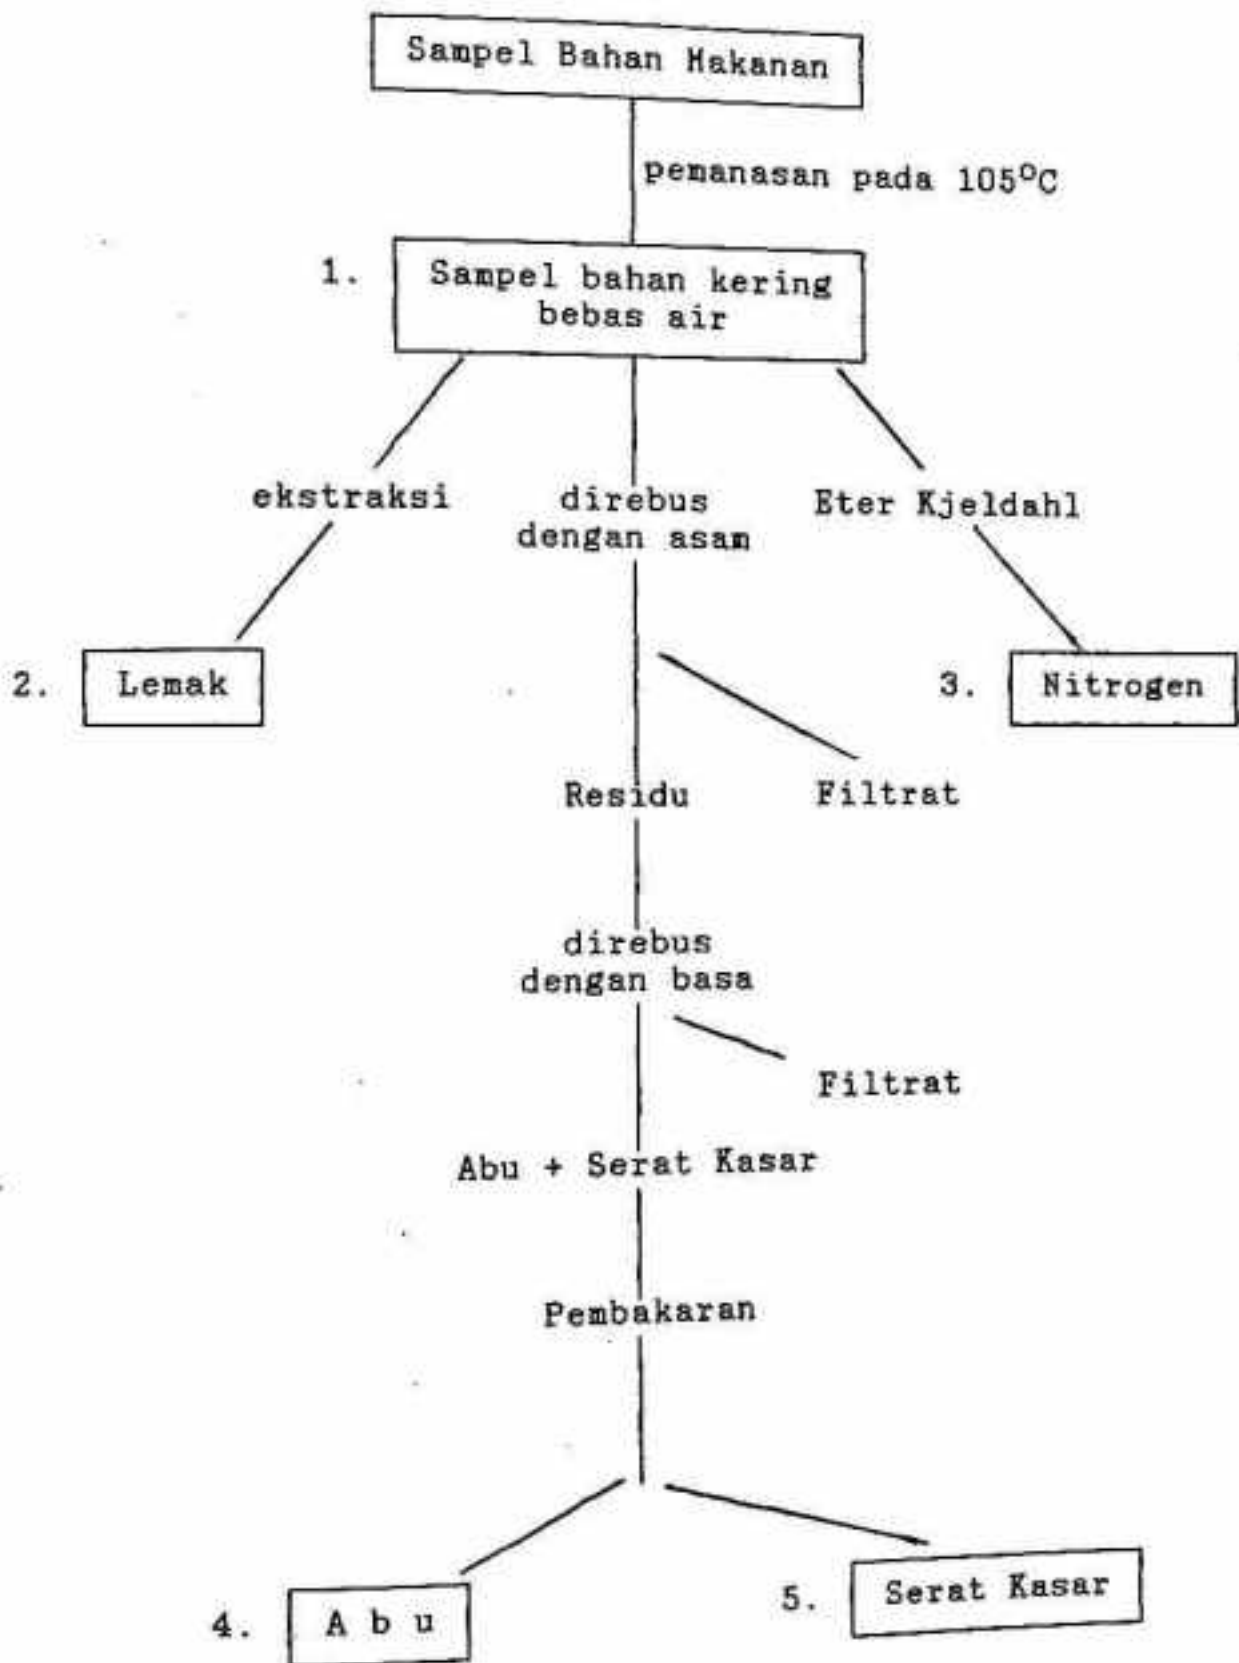 Sampel Bahan Makanan
pemanasan pada 105°C
1. Sampel bahan kering
bebas air
ekstraksi
direbus
dengan asam
Eter Kjeldahl
2. Lemak
3. Nitrogen
Residu
Filtrat
direbus
dengan basa
Filtrat
Abu + Serat Kasar
Pembakaran
4. A b u
5. Serat Kasar